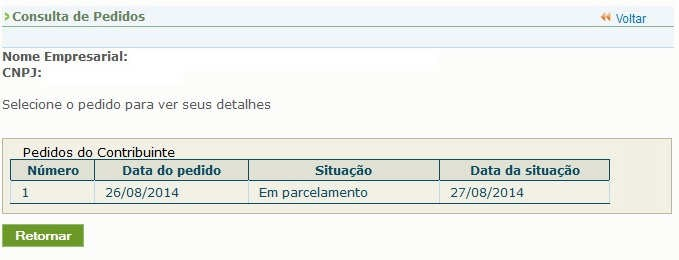 Consulta de Pedidos Voltar
Nome Empresarial:
CNPJ:
Selecione o pedido para ver seus detalhes
Pedidos do Contribuinte
Número Data do pedido Situação Data da situação
1 26/08/2014 Em parcelamento 27/08/2014
Retornar